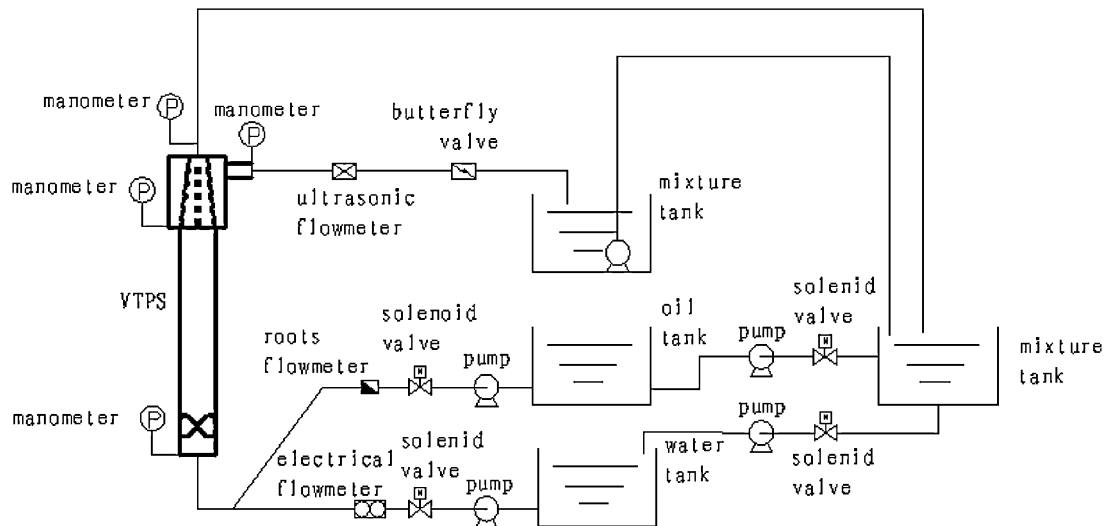 manometer
P
manometer
P
butterfly
valve
manometer
P
ultrasonic
flowmeter
mixture
tank
VTPS
solenoid
valve
M
roots
flowmeter
pump
oil
tank
pump
solenid
valve
M
mixture
tank
manometer
P
electrical
flowmeter
solenid
valve
M
pump
water
tank
pump
M
solenid
valve